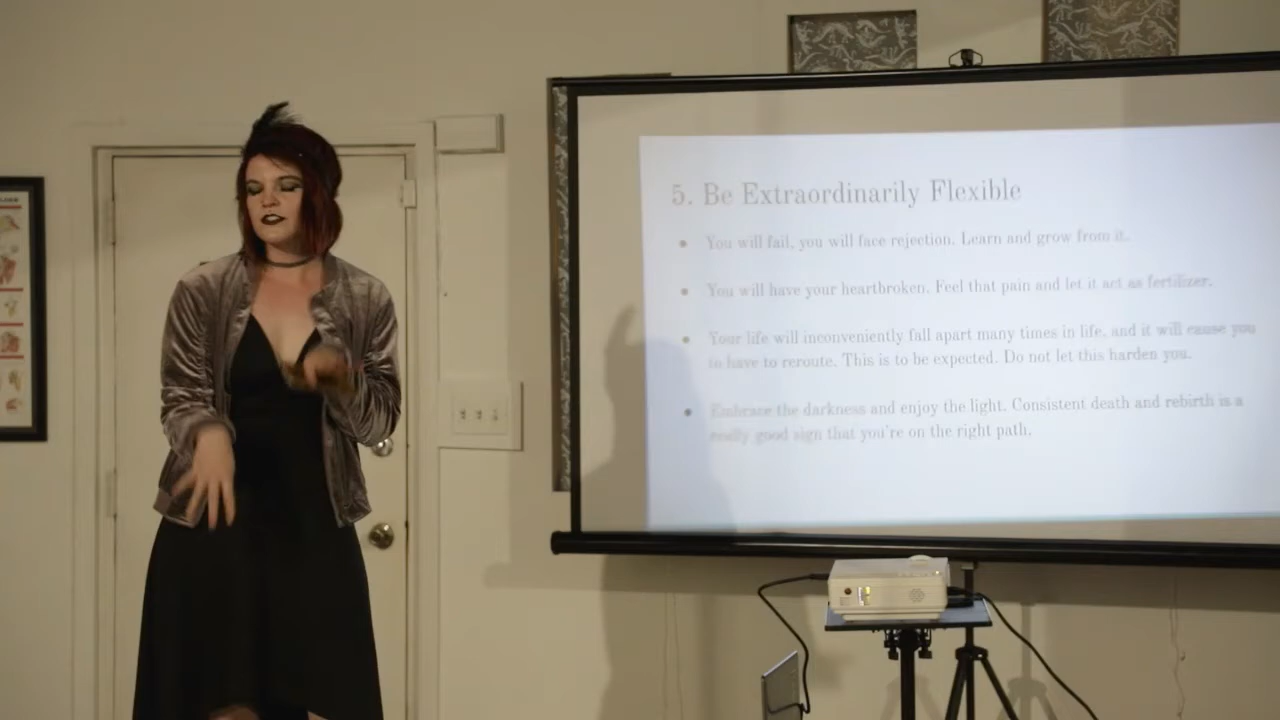 5. Be Extraordinarily Flexible
● You will fail, you will face rejection. Learn and grow from it.
● You will have your heartbroken. Feel that pain and let it act as fertilizer.
● Your life will inconveniently fall apart many times in life, and it will cause you
to have to reroute. This is to be expected. Do not let this harden you.
● Embrace the darkness and enjoy the light. Consistent death and rebirth is a
really good sign that you're on the right path.